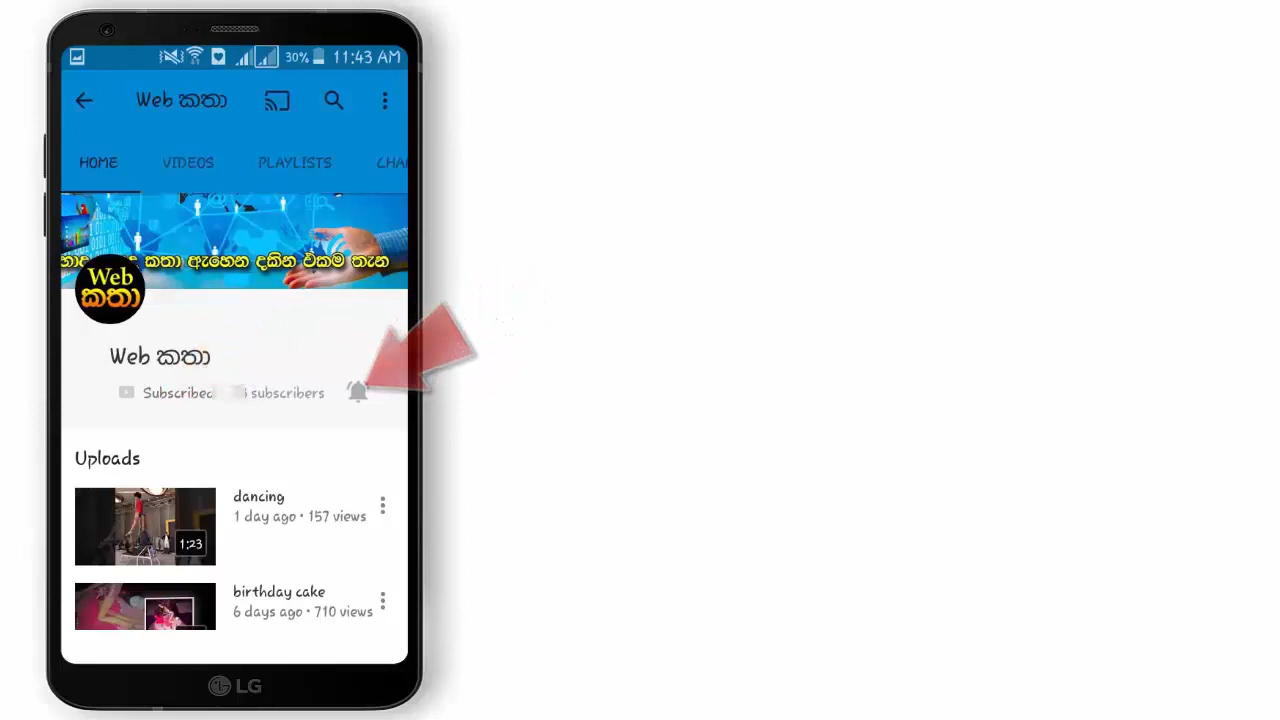 30% 11:43 AM
Web කතා
HOME VIDEOS PLAYLISTS
කතා ඇහෙන දකින එකම තැන
Web
කතා
Web කතා
Subscribed subscribers
Uploads
dancing
1 day ago • 157 views
1:23
birthday cake
6 days ago • 710 views
LG